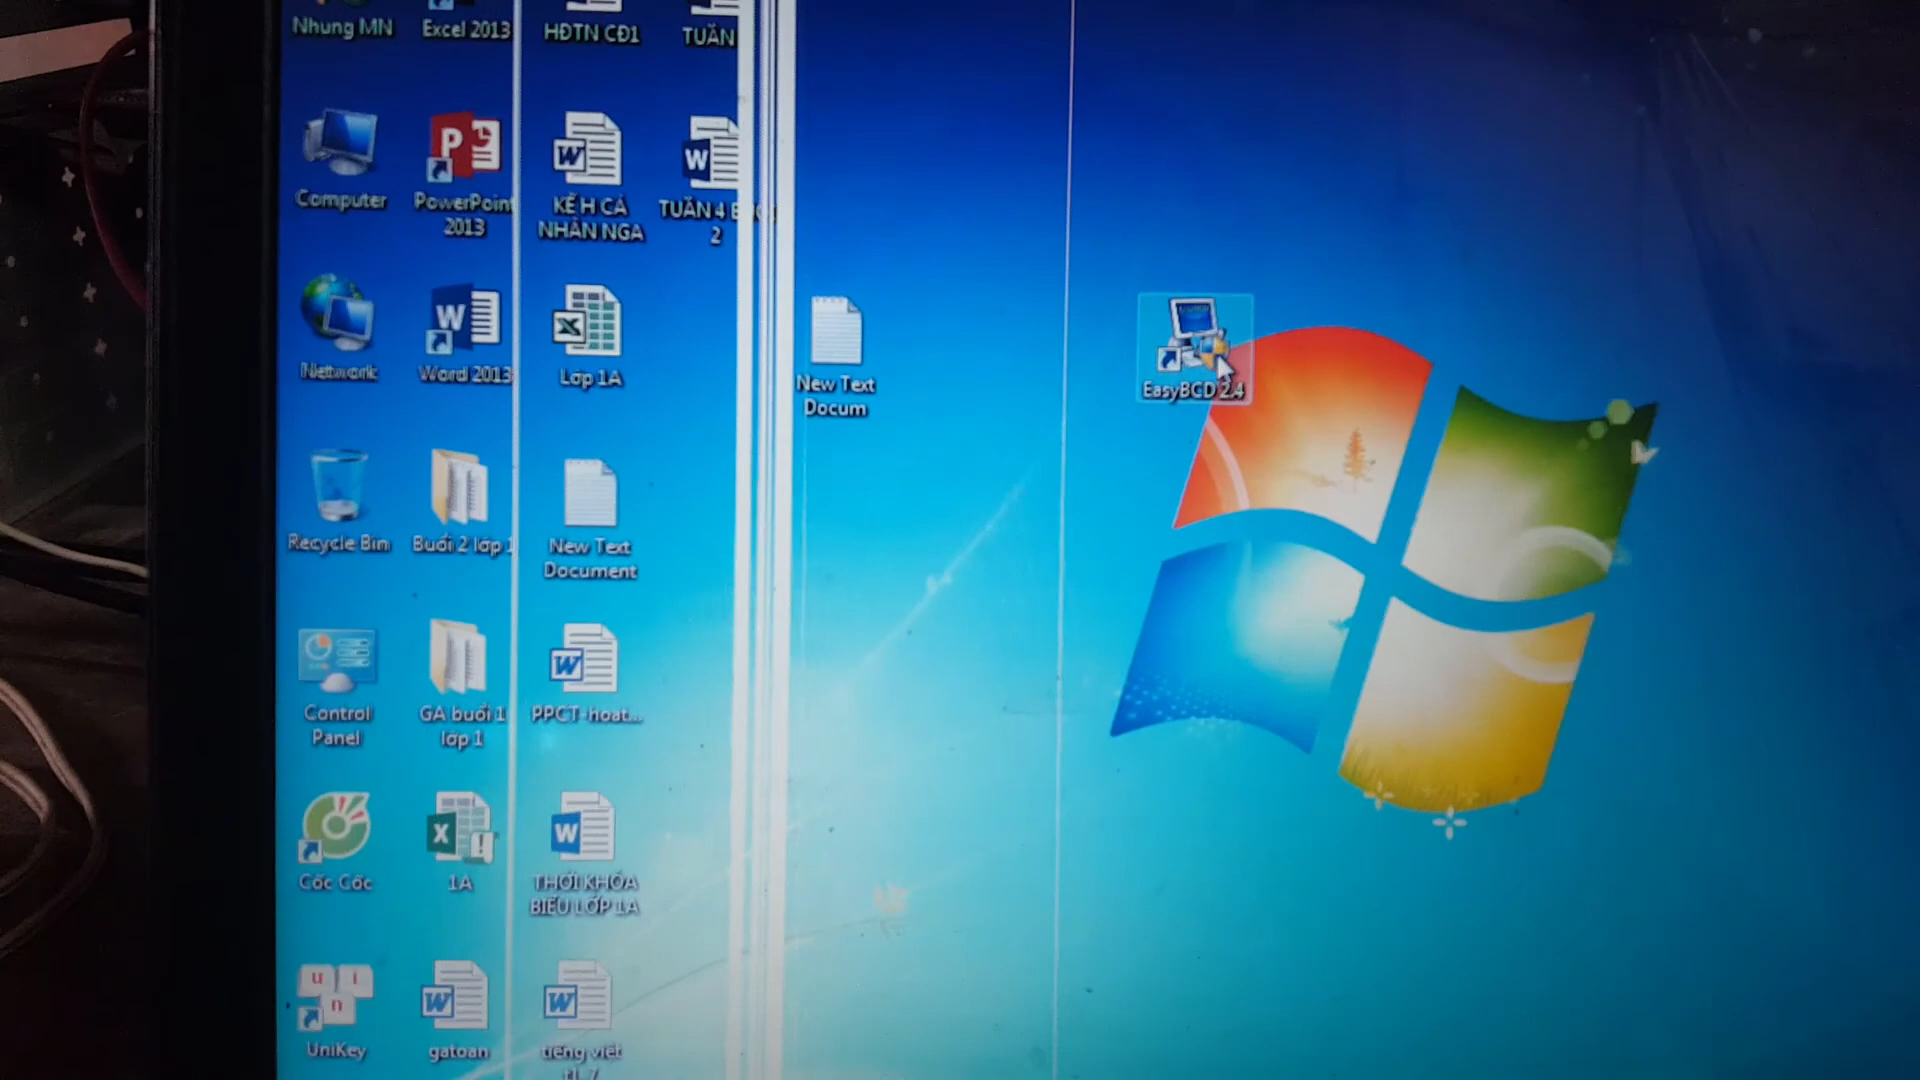 Nhung MN
Excel 2013
HĐTN CĐ1
TUẦN
Computer
PowerPoint
2013
KẾ H CÁ
NHÂN NGA
TUẦN 4 B
2
Network
Word 2013
Lớp 1A
New Text
Docum
EasyBCD 2.4
Recycle Bin
Buổi 2 lớp 1
New Text
Document
Control
Panel
GA buổi 1
lớp 1
PPCT-hoat...
Cốc Cốc
1A
THỜI KHÓA
BIỂU LỚP 1A
u i
n
UniKey
gatoan
tiếng việt
t1 7